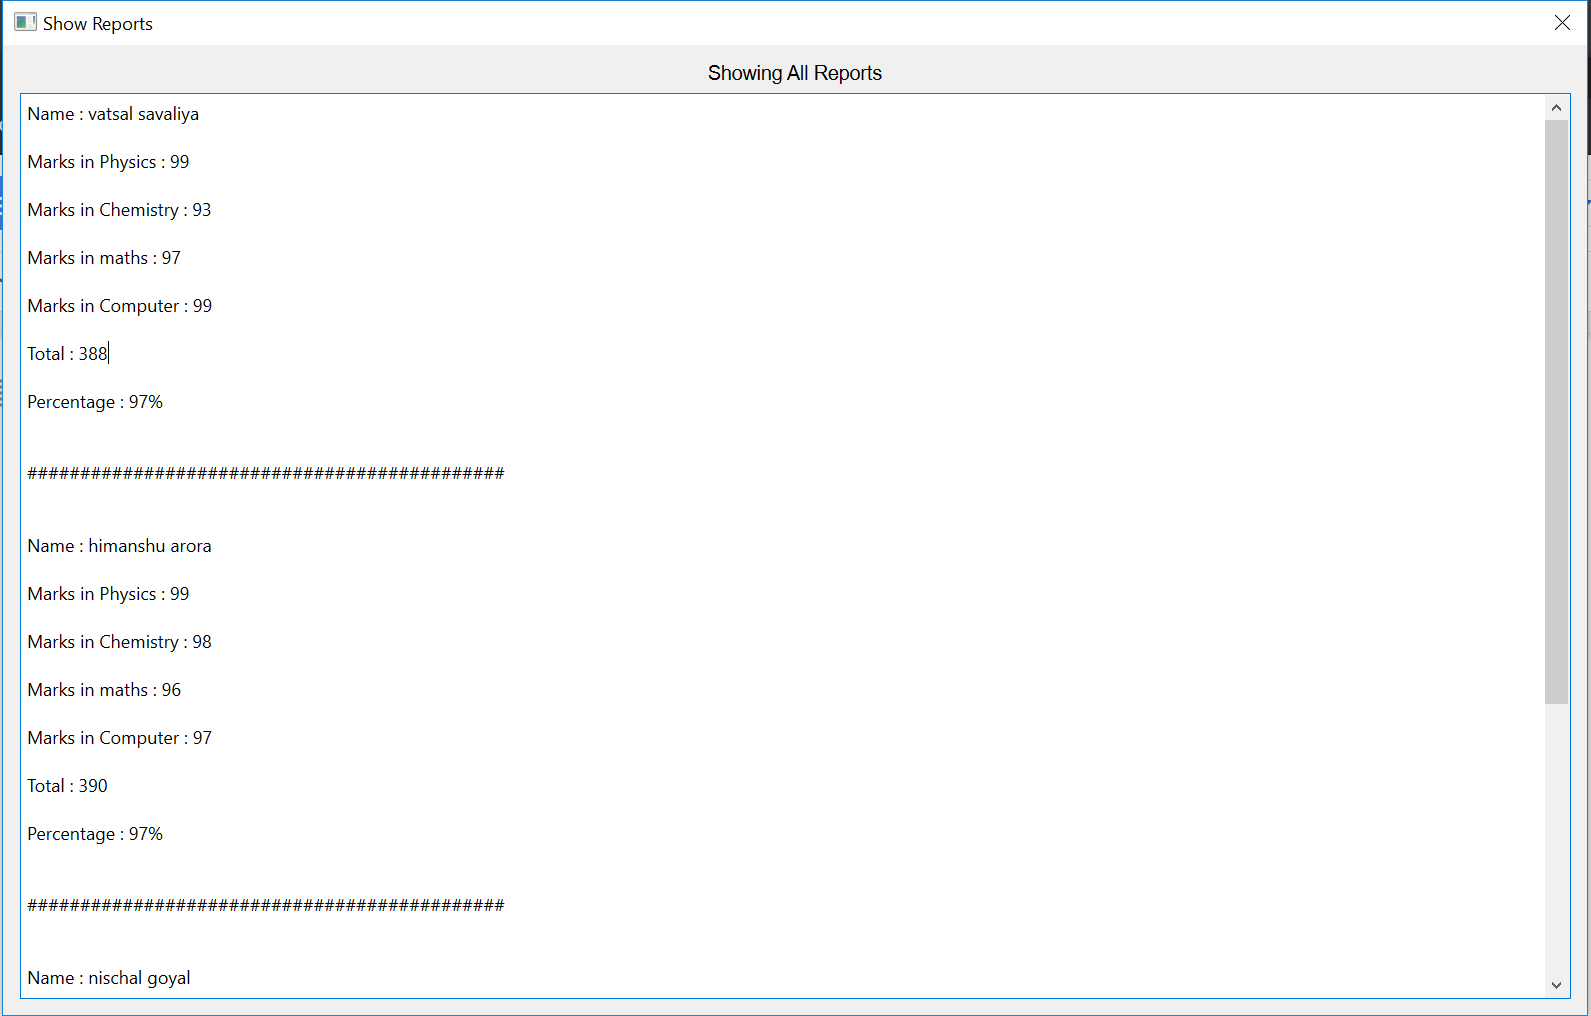 Show Reports
Showing All Reports
Name : vatsal savaliya
Marks in Physics : 99
Marks in Chemistry : 93
Marks in maths : 97
Marks in Computer : 99
Total : 388
Percentage : 97%
#############################################
Name : himanshu arora
Marks in Physics : 99
Marks in Chemistry : 98
Marks in maths : 96
Marks in Computer : 97
Total : 390
Percentage : 97%
#############################################
Name : nischal goyal